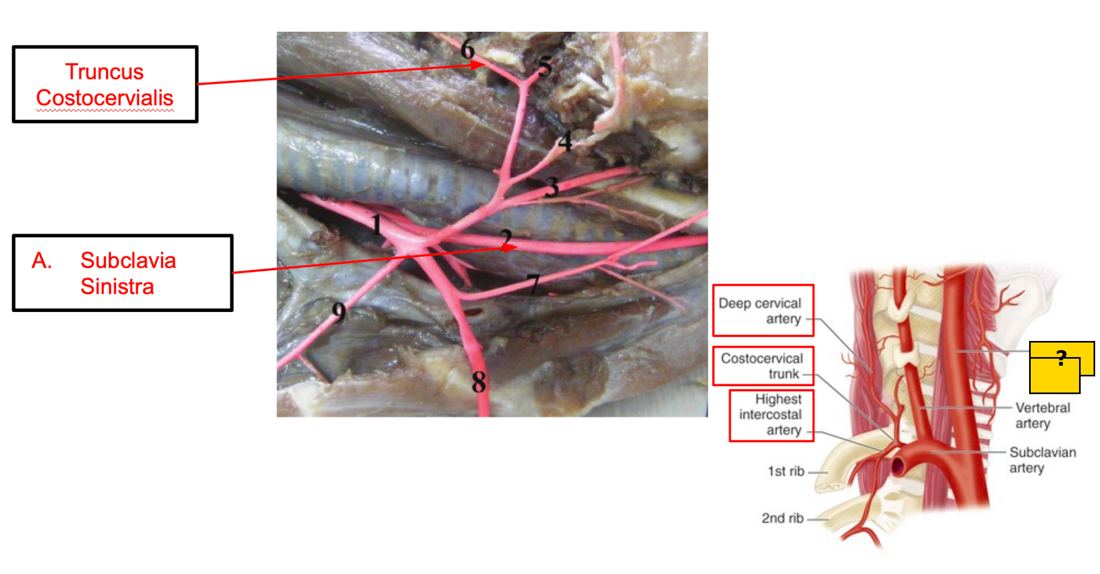 Truncus
Costocervialis
A. Subclavia
Sinistra
6
5
4
3
1
2
7
9
8
Deep cervical
artery
Costocervical
trunk
Highest
intercostal
artery
1st rib
2nd rib
?
Vertebral
artery
Subclavian
artery